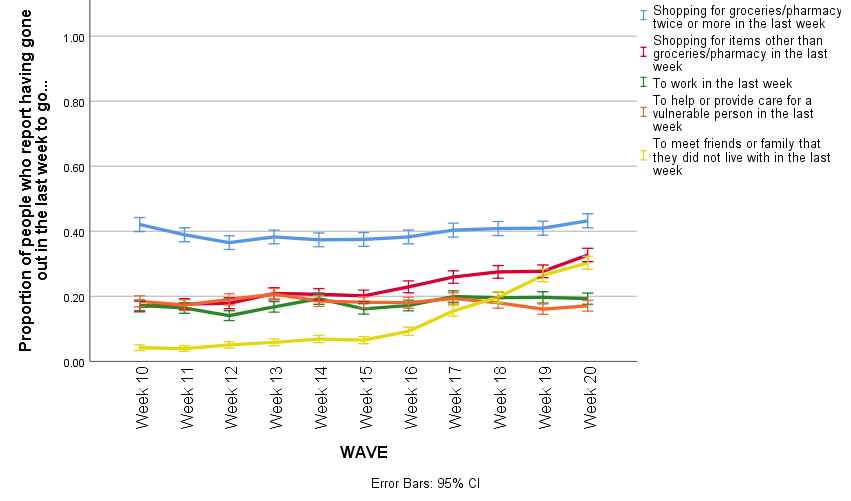 Proportion of people who report having gone
out in the last week to go...
1.00
0.80
0.60
0.40
0.20
0.00
Week 10
Week 11
Week 12
Week 13
Week 14
Week 15
Week 16
Week 17
Week 18
Week 19
Week 20
WAVE
Error Bars: 95% CI
Shopping for groceries/pharmacy
twice or more in the last week
Shopping for items other than
groceries/pharmacy in the last
week
To work in the last week
To help or provide care for a
vulnerable person in the last
week
To meet friends or family that
they did not live with in the last
week